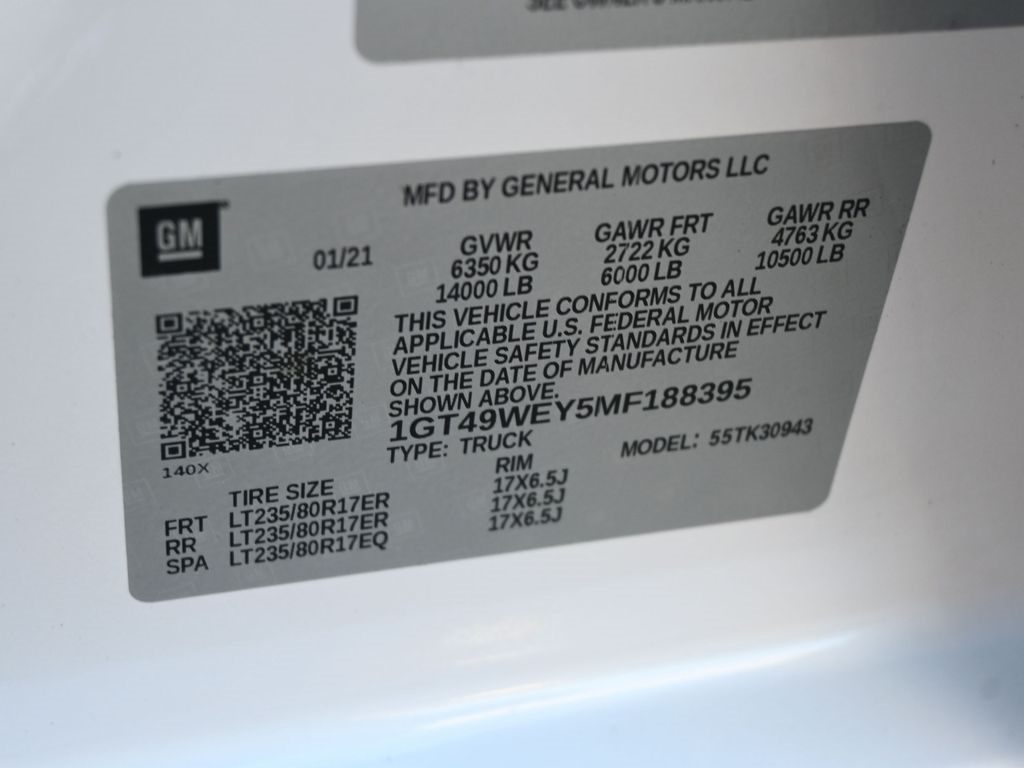 SEE OWNER'S MANUAL
MFD BY GENERAL MOTORS LLC
GM
01/21
GVWR
6350 KG
14000 LB
GAWR FRT
2722 KG
6000 LB
GAWR RR
4763 KG
10500 LB
THIS VEHICLE CONFORMS TO ALL
APPLICABLE U.S. FEDERAL MOTOR
VEHICLE SAFETY STANDARDS IN EFFECT
ON THE DATE OF MANUFACTURE
SHOWN ABOVE.
1GT49WEY5MF188395
TYPE: TRUCK
MODEL: 55TK30943
140X
TIRE SIZE
RIM
FRT LT235/80R17ER 17X6.5J
RR LT235/80R17ER 17X6.5J
SPA LT235/80R17EQ 17X6.5J